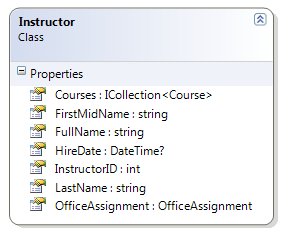 Instructor
Class
Properties
Courses : ICollection<Course>
FirstMidName : string
FullName : string
HireDate : DateTime?
InstructorID : int
LastName : string
OfficeAssignment : OfficeAssignment